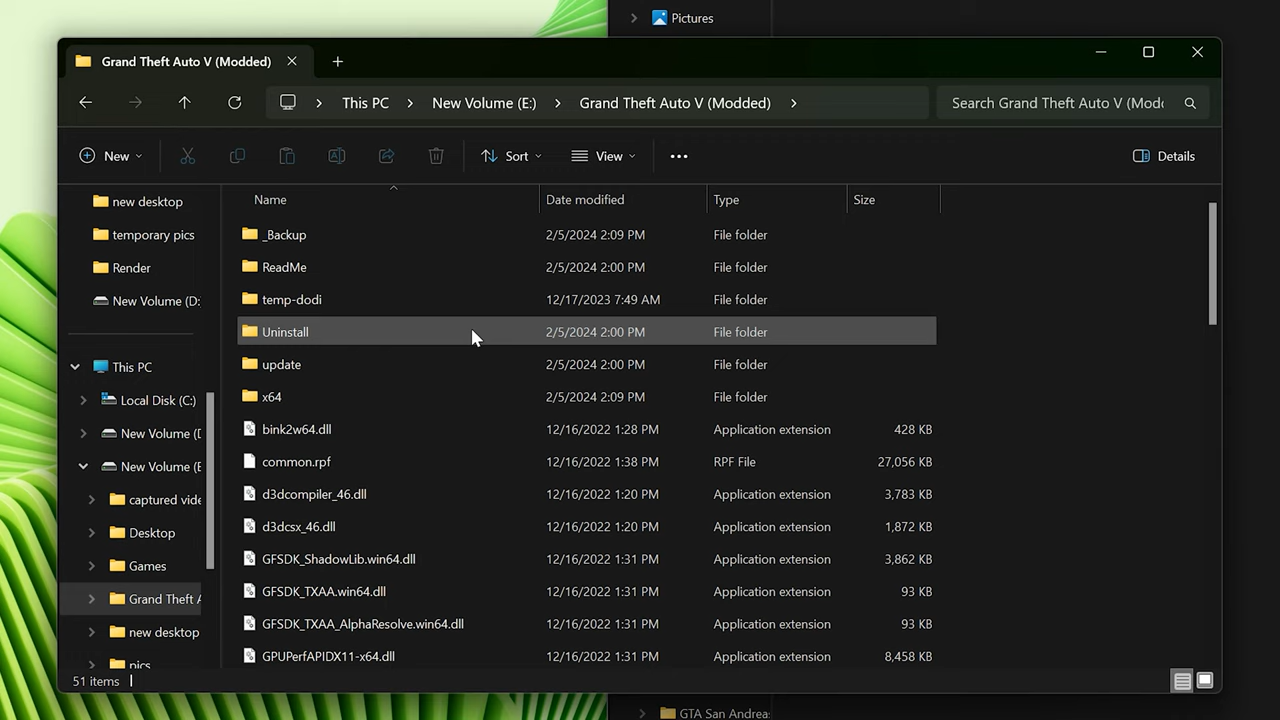 Pictures
Grand Theft Auto V (Modded)
This PC > New Volume (E:) > Grand Theft Auto V (Modded) >
Search Grand Theft Auto V (Modd
New
Sort
View
Details
Name Date modified Type Size
new desktop
temporary pics
Render
New Volume (D:
This PC
Local Disk (C:)
New Volume (D
New Volume (E
captured vide
Desktop
Games
Grand Theft A
new desktop
pics
_Backup 2/5/2024 2:09 PM File folder
ReadMe 2/5/2024 2:00 PM File folder
temp-dodi 12/17/2023 7:49 AM File folder
Uninstall 2/5/2024 2:00 PM File folder
update 2/5/2024 2:00 PM File folder
x64 2/5/2024 2:09 PM File folder
bink2w64.dll 12/16/2022 1:28 PM Application extension 428 KB
common.rpf 12/16/2022 1:38 PM RPF File 27,056 KB
d3dcompiler_46.dll 12/16/2022 1:20 PM Application extension 3,783 KB
d3dcsx_46.dll 12/16/2022 1:20 PM Application extension 1,872 KB
GFSDK_ShadowLib.win64.dll 12/16/2022 1:31 PM Application extension 3,862 KB
GFSDK_TXAA.win64.dll 12/16/2022 1:31 PM Application extension 93 KB
GFSDK_TXAA_AlphaResolve.win64.dll 12/16/2022 1:31 PM Application extension 93 KB
GPUPerfAPIDX11-x64.dll 12/16/2022 1:31 PM Application extension 8,458 KB
51 items
GTA San Andreas